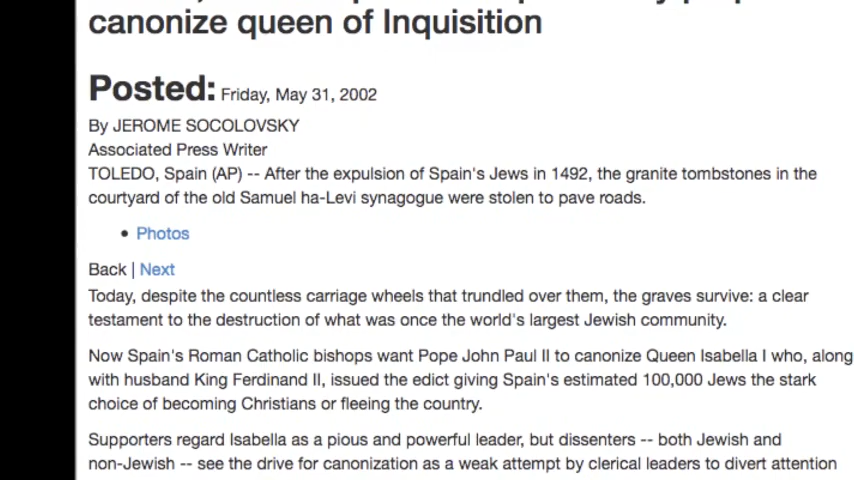 canonize queen of Inquisition
Posted: Friday, May 31, 2002
By JEROME SOCOLOVSKY
Associated Press Writer
TOLEDO, Spain (AP) -- After the expulsion of Spain's Jews in 1492, the granite tombstones in the
courtyard of the old Samuel ha-Levi synagogue were stolen to pave roads.
• Photos
Back | Next
Today, despite the countless carriage wheels that trundled over them, the graves survive: a clear
testament to the destruction of what was once the world's largest Jewish community.
Now Spain's Roman Catholic bishops want Pope John Paul II to canonize Queen Isabella I who, along
with husband King Ferdinand II, issued the edict giving Spain's estimated 100,000 Jews the stark
choice of becoming Christians or fleeing the country.
Supporters regard Isabella as a pious and powerful leader, but dissenters -- both Jewish and
non-Jewish -- see the drive for canonization as a weak attempt by clerical leaders to divert attention